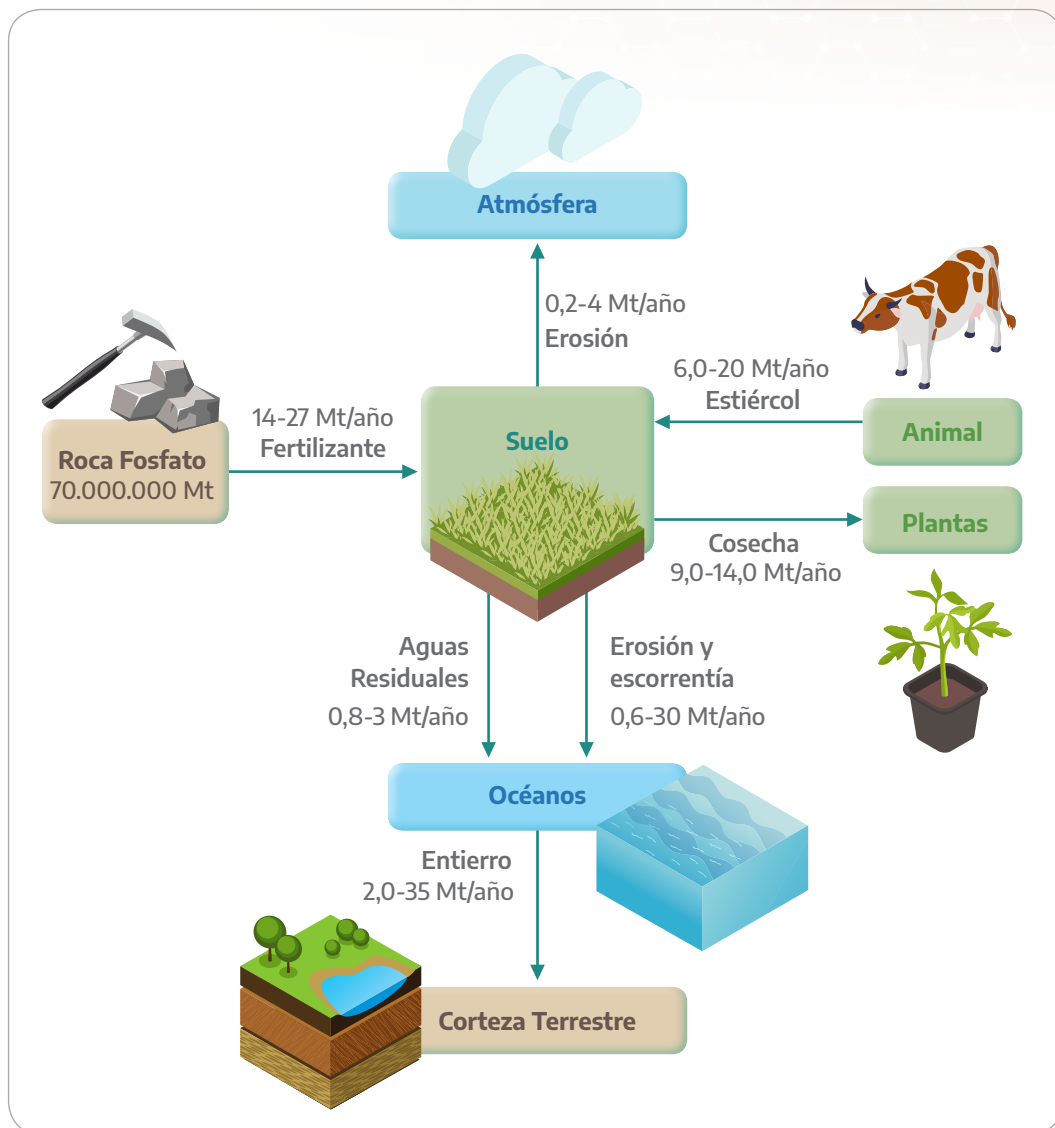 Atmósfera
0,2-4 Mt/año
Erosión
6,0-20 Mt/año
Estiércol
Animal
14-27 Mt/año
Fertilizante
Roca Fosfato
70.000.000 Mt
Suelo
Plantas
Cosecha
9,0-14,0 Mt/año
Aguas
Residuales
0,8-3 Mt/año
Erosión y
escorrentía
0,6-30 Mt/año
Océanos
Entierro
2,0-35 Mt/año
Corteza Terrestre